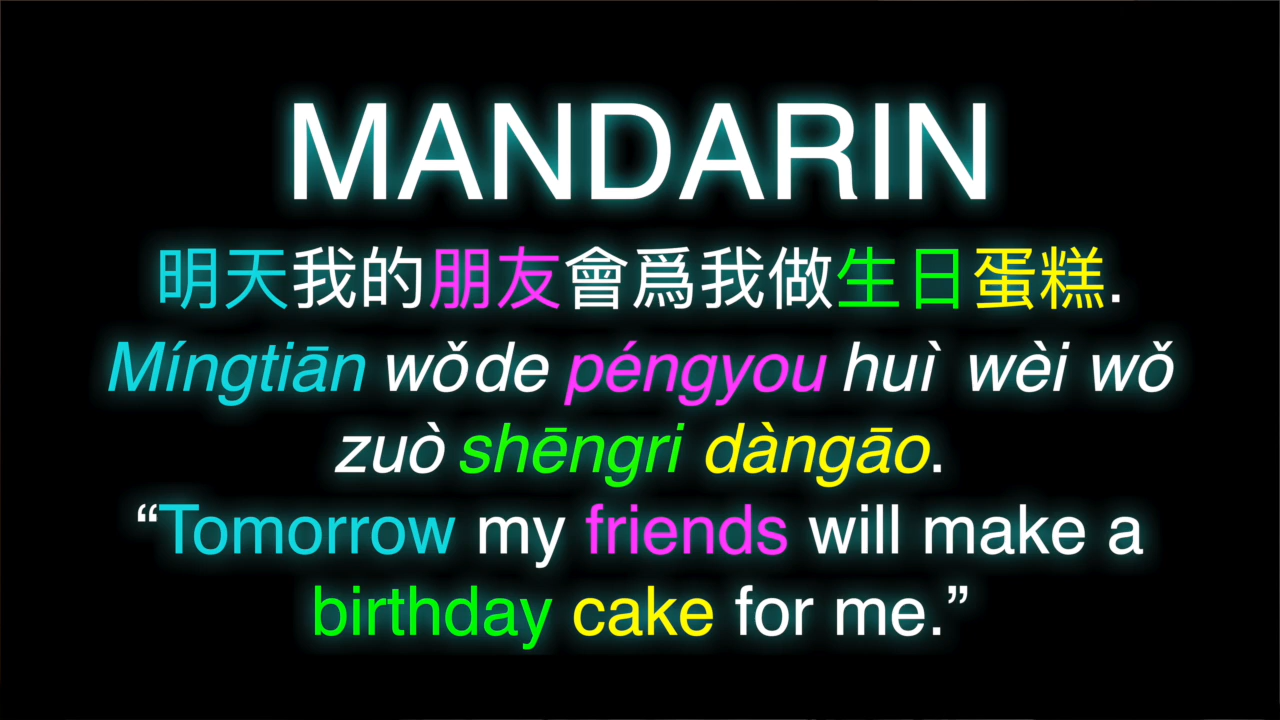 MANDARIN
明天我的朋友會爲我做生日蛋糕.
Míngtiān wǒde péngyou huì wèi wǒ
zuò shēngri dàngāo.
“Tomorrow my friends will make a
birthday cake for me.”